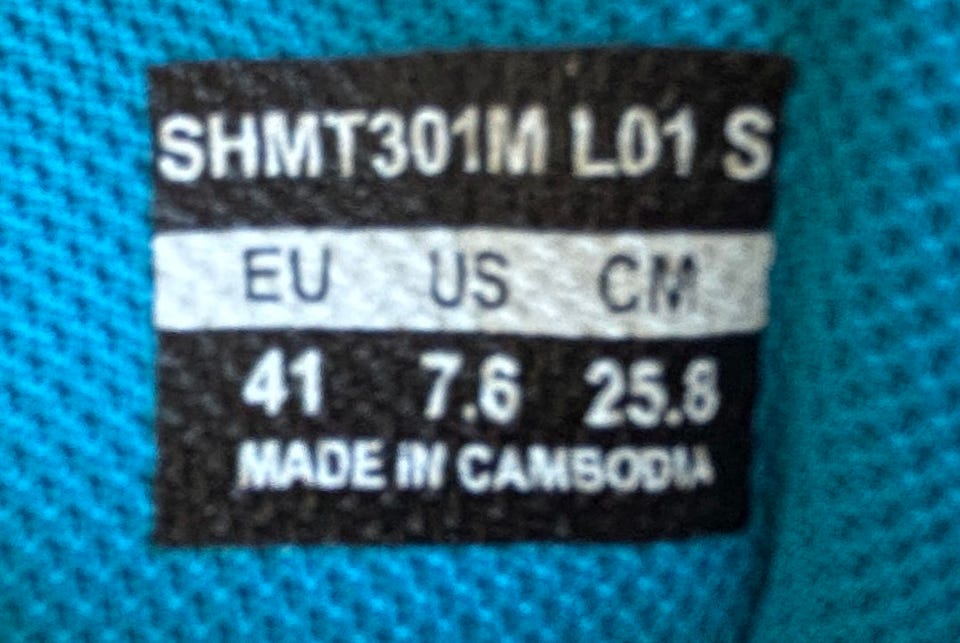 SHMT301M L01 S
EU US CM
41 7.6 25.8
MADE IN CAMBODIA